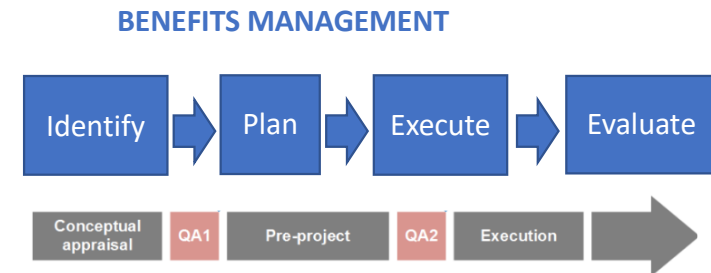 BENEFITS MANAGEMENT
Identify Plan Execute Evaluate
Conceptual
appraisal QA1 Pre-project QA2 Execution